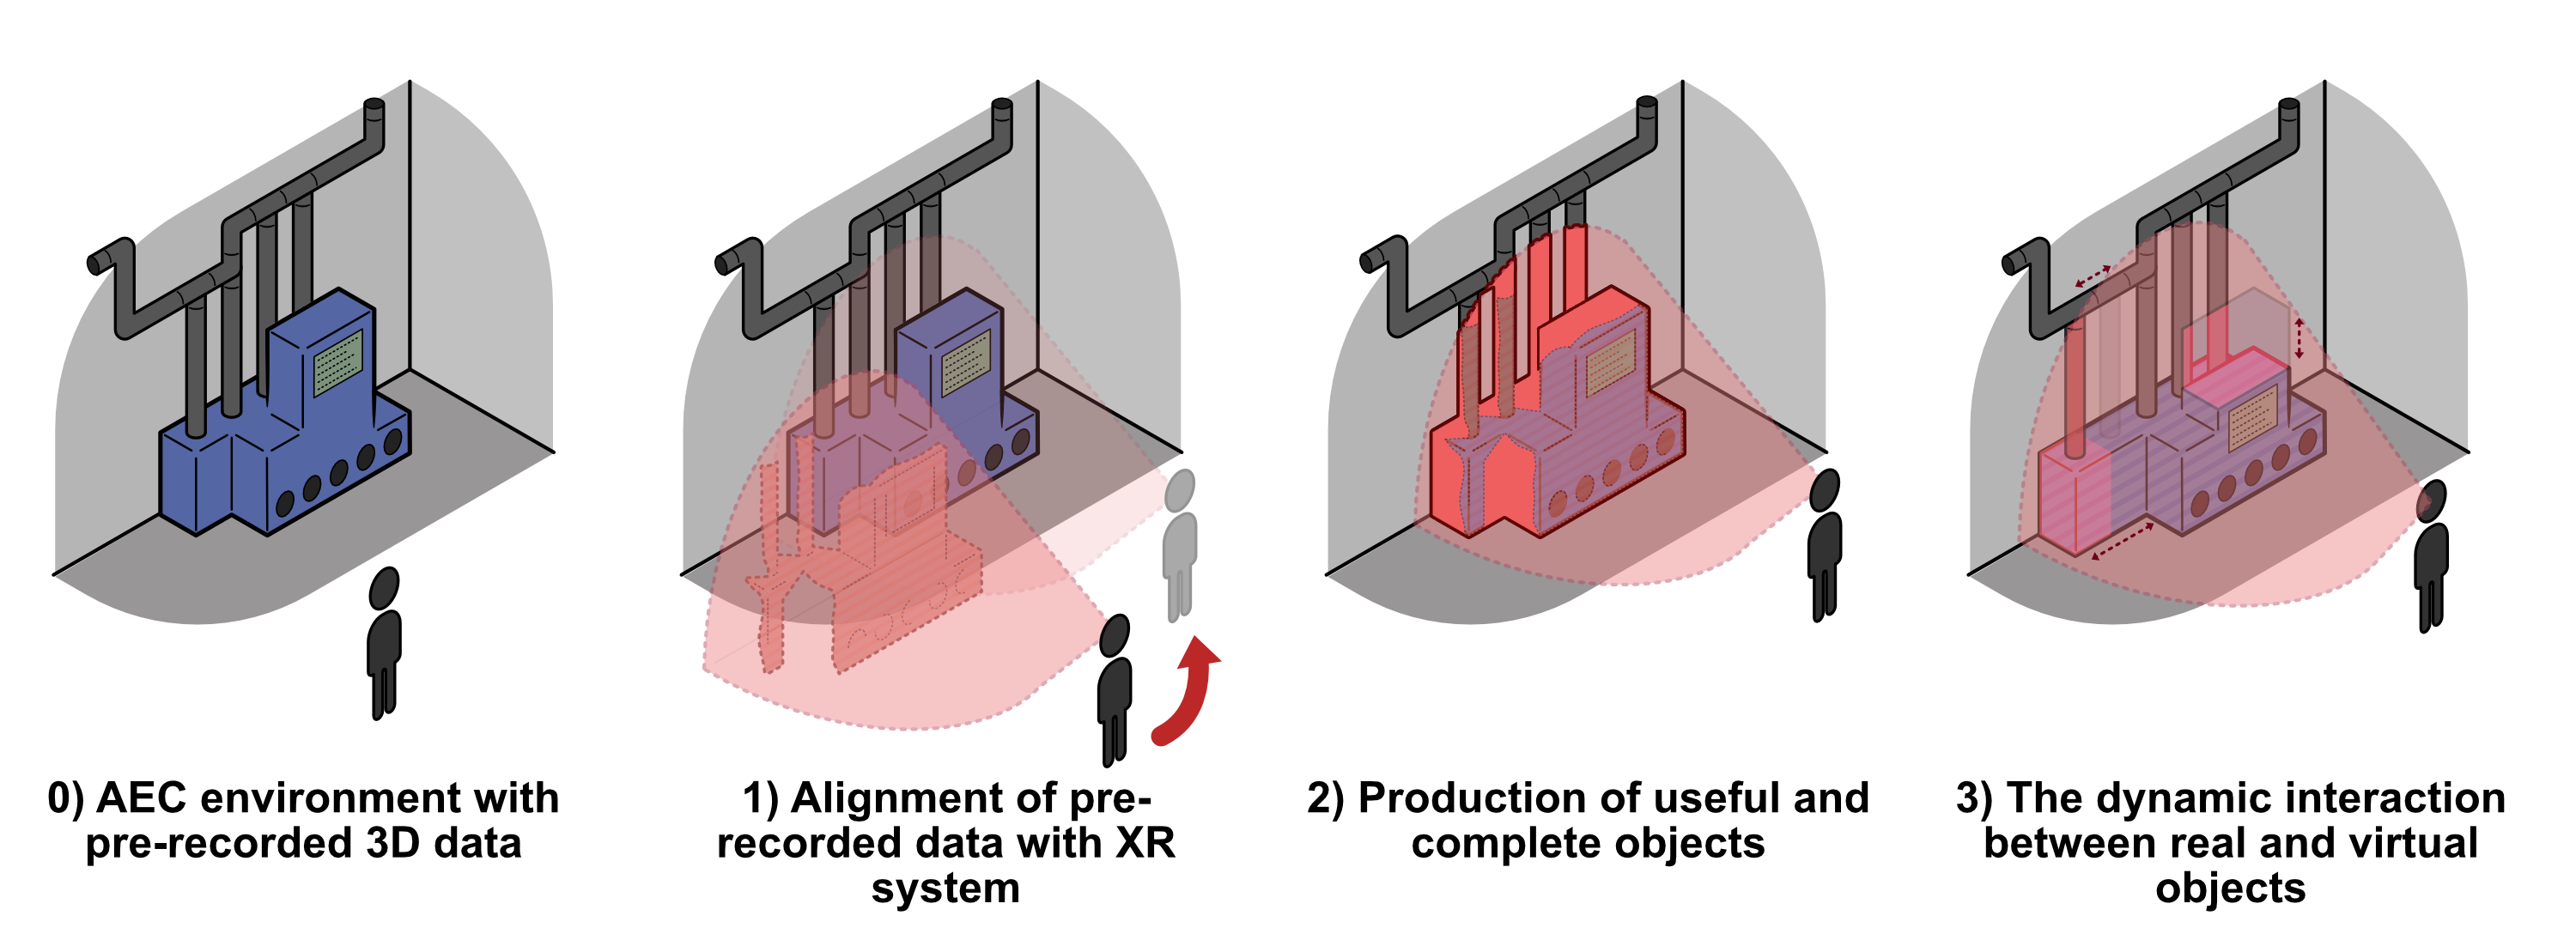 0) AEC environment with
pre-recorded 3D data
1) Alignment of pre-
recorded data with XR
system
2) Production of useful and
complete objects
3) The dynamic interaction
between real and virtual
objects